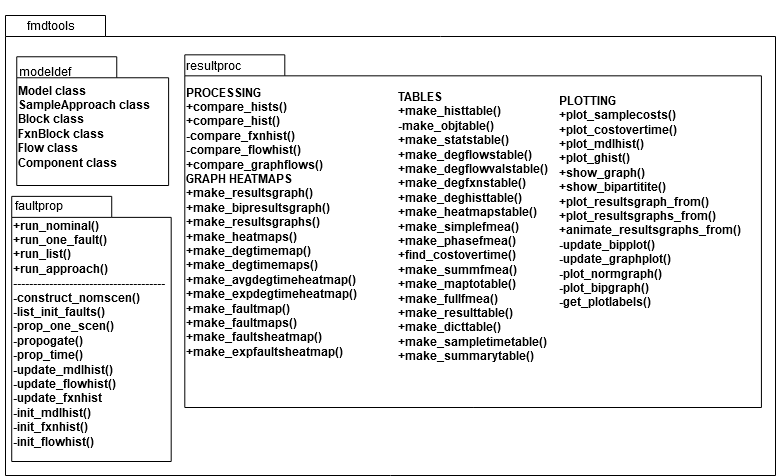 fmdtools
modeldef
Model class
SampleApproach class
Block class
FxnBlock class
Flow class
Component class
faultprop
+run_nominal()
+run_one_fault()
+run_list()
+run_approach()
-construct_nomscen()
-list_init_faults()
-prop_one_scen()
-propogate()
-prop_time()
-update_mdlhist()
-update_flowhist()
-update_fxnhist
-init_mdlhist()
-init_fxnhist()
-init_flowhist()
resultproc
PROCESSING
+compare_hists()
+compare_hist()
-compare_fxnhist()
-compare_flowhist()
+compare_graphflows()
GRAPH HEATMAPS
+make_resultsgraph()
+make_bipresultsgraph()
+make_resultsgraphs()
+make_heatmaps()
+make_degtimemap()
+make_degtimemaps()
+make_avgdegtimeheatmap()
+make_expdegtimeheatmap()
+make_faultmap()
+make_faultmaps()
+make_faultsheatmap()
+make_expfaultsheatmap()
TABLES
+make_histtable()
-make_objtable()
+make_statstable()
+make_degflowstable()
+make_degflowvalstable()
+make_degfxnstable()
+make_deghisttable()
+make_heatmapstable()
+make_simplefmea()
+make_phasefmea()
+find_costovertime()
+make_summfmea()
+make_maptotable()
+make_fullfmea()
+make_resulttable()
+make_dicttable()
+make_sampletimetable()
+make_summarytable()
PLOTTING
+plot_samplecosts()
+plot_costovertime()
+plot_mdlhist()
+plot_ghist()
+show_graph()
+show_bipartitite()
+plot_resultsgraph_from()
+plot_resultsgraphs_from()
+animate_resultsgraphs_from()
-update_bipplot()
-update_graphplot()
-plot_normgraph()
-plot_bipgraph()
-get_plotlabels()